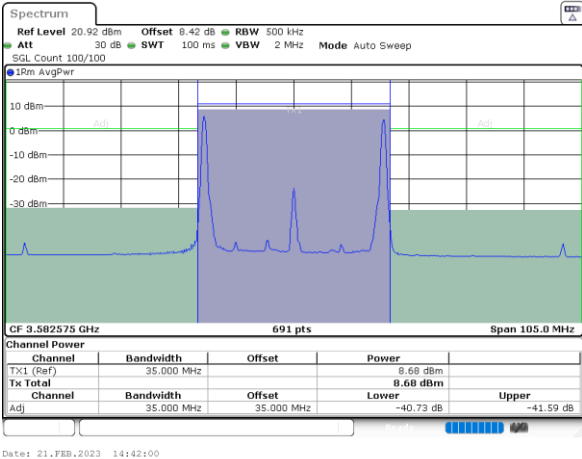 Spectrum
Ref Level 20.92 dBm Offset 8.42 dB RBW 500 kHz
Att 30 dB SWT 100 ms VBW 2 MHz Mode Auto Sweep
SGL Count 100/100
1Rm AvgPwr
10 dBm
TX1
Adj
Adj
0 dBm
-10 dBm
-20 dBm
-30 dBm
CF 3.582575 GHz 691 pts Span 105.0 MHz
Channel Power
Channel Bandwidth Offset Power
TX1 (Ref) 35.000 MHz 8.68 dBm
Tx Total 8.68 dBm
Channel Bandwidth Offset Lower Upper
Adj 35.000 MHz 35.000 MHz -40.73 dB -41.59 dB
Ready
Date: 21.FEB.2023 14:42:00